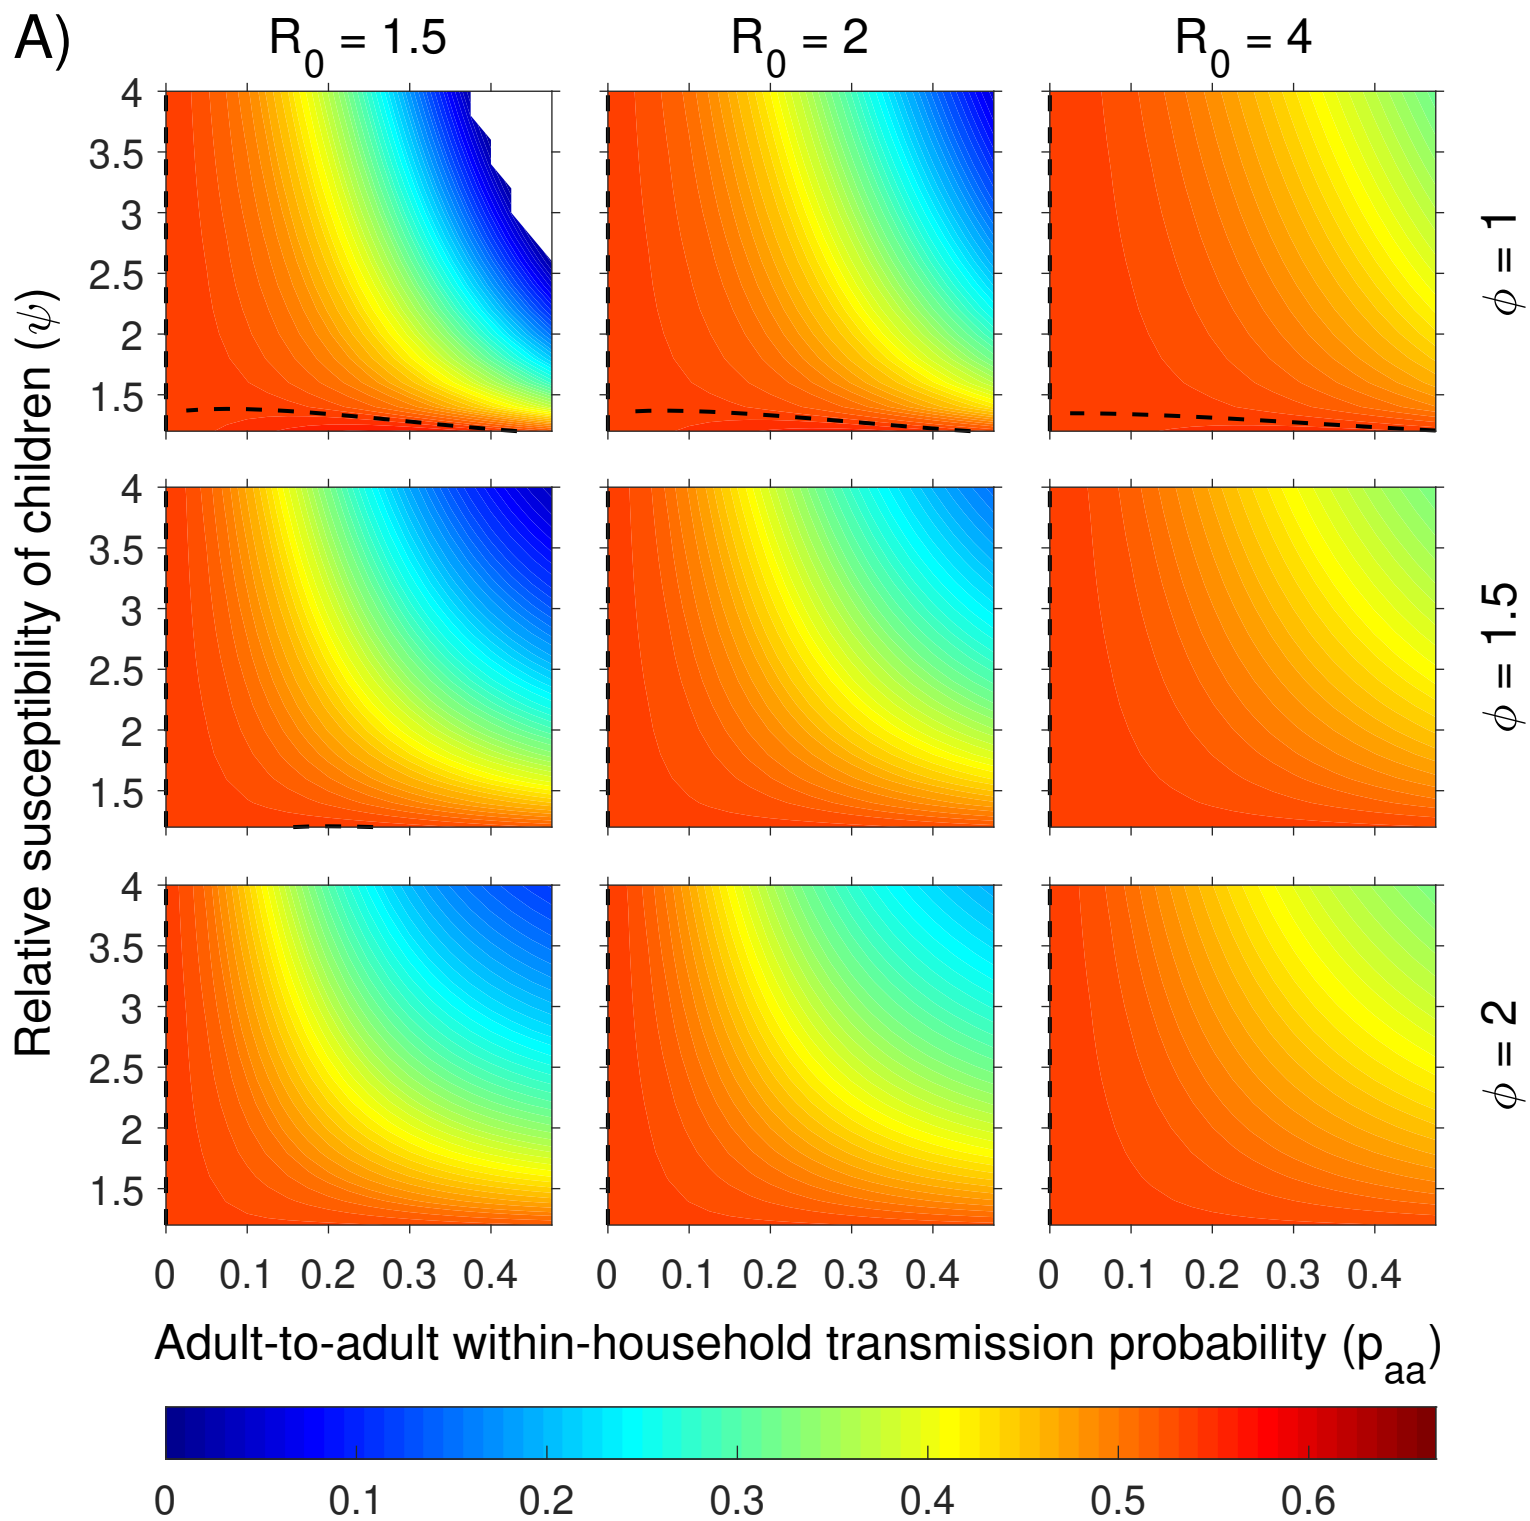 A)
R0 = 1.5
R0 = 2
R0 = 4
4
3.5
3
2.5
2
1.5
ϕ = 1
4
3.5
3
2.5
2
1.5
ϕ = 1.5
4
3.5
3
2.5
2
1.5
ϕ = 2
Relative susceptibility of children (ψ)
0 0.1 0.2 0.3 0.4
0 0.1 0.2 0.3 0.4
0 0.1 0.2 0.3 0.4
Adult-to-adult within-household transmission probability (paa)
0 0.1 0.2 0.3 0.4 0.5 0.6